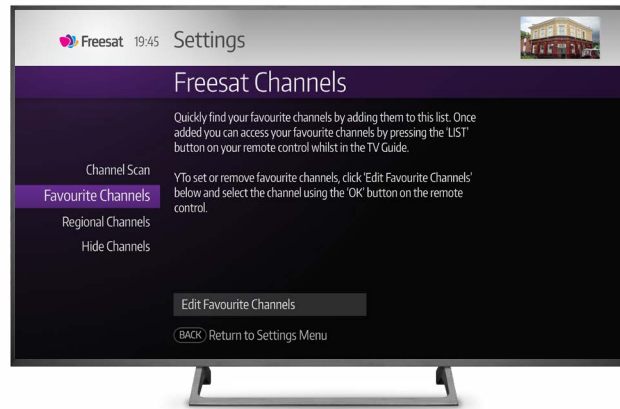 Freesat 19:45 Settings
Freesat Channels
Quickly find your favourite channels by adding them to this list. Once
added you can access your favourite channels by pressing the 'LIST'
button on your remote control whilst in the TV Guide.
YTo set or remove favourite channels, click 'Edit Favourite Channels'
below and select the channel using the 'OK' button on the remote
control.
Channel Scan
Favourite Channels
Regional Channels
Hide Channels
Edit Favourite Channels
BACK Return to Settings Menu